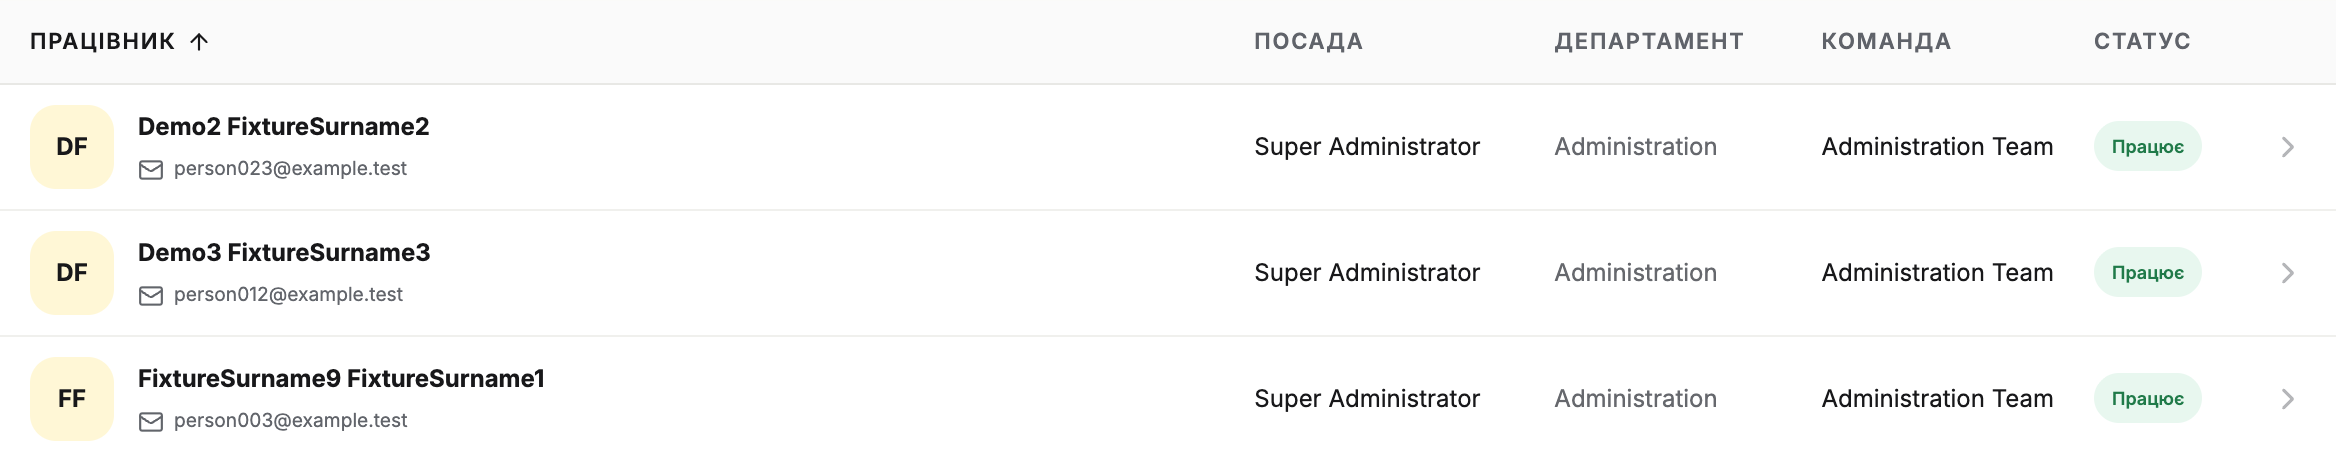 ПРАЦІВНИК ↑ ПОСАДА ДЕПАРТАМЕНТ КОМАНДА СТАТУС
DF Demo2 FixtureSurname2 Super Administrator Administration Administration Team Працює
person023@example.test
DF Demo3 FixtureSurname3 Super Administrator Administration Administration Team Працює
person012@example.test
FF FixtureSurname9 FixtureSurname1 Super Administrator Administration Administration Team Працює
person003@example.test